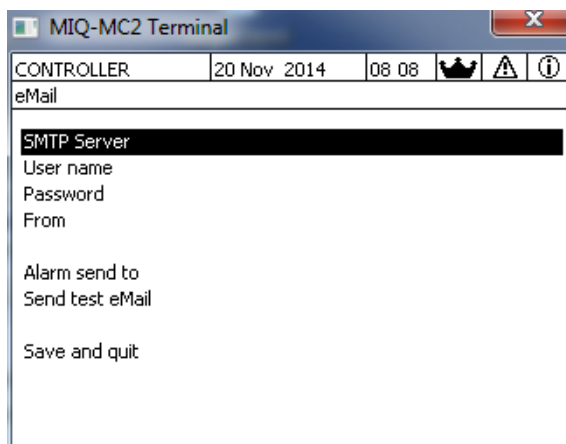 MIQ-MC2 Terminal
CONTROLLER 20 Nov 2014 08 08
eMail
SMTP Server
User name
Password
From
Alarm send to
Send test eMail
Save and quit